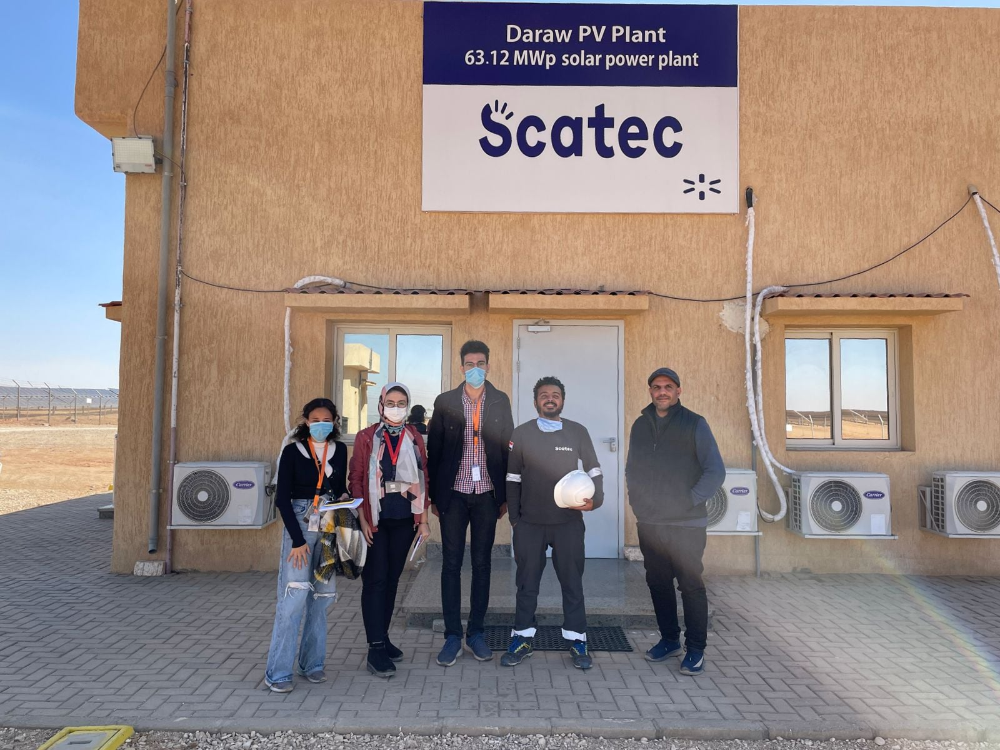 Daraw PV Plant
63.12 MWp solar power plant
Scatec
Scatec
Carrier
Carrier
Carrier
Carrier